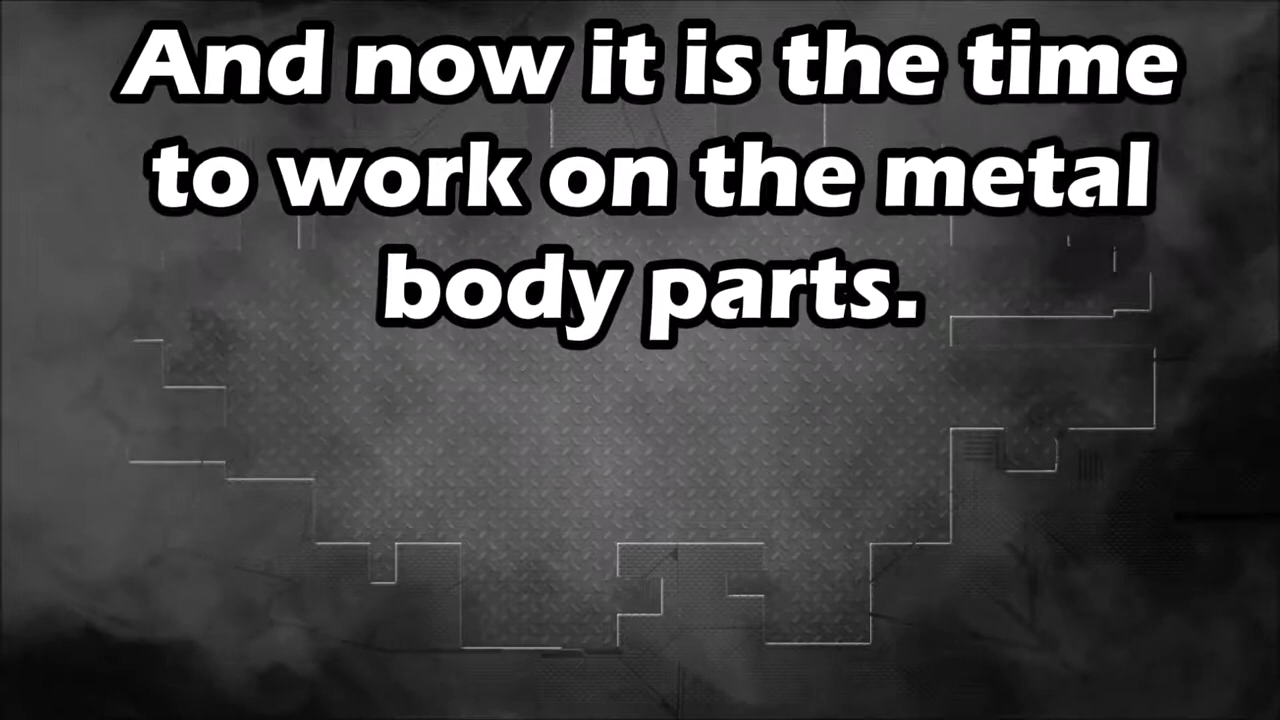 And now it is the time
to work on the metal
body parts.